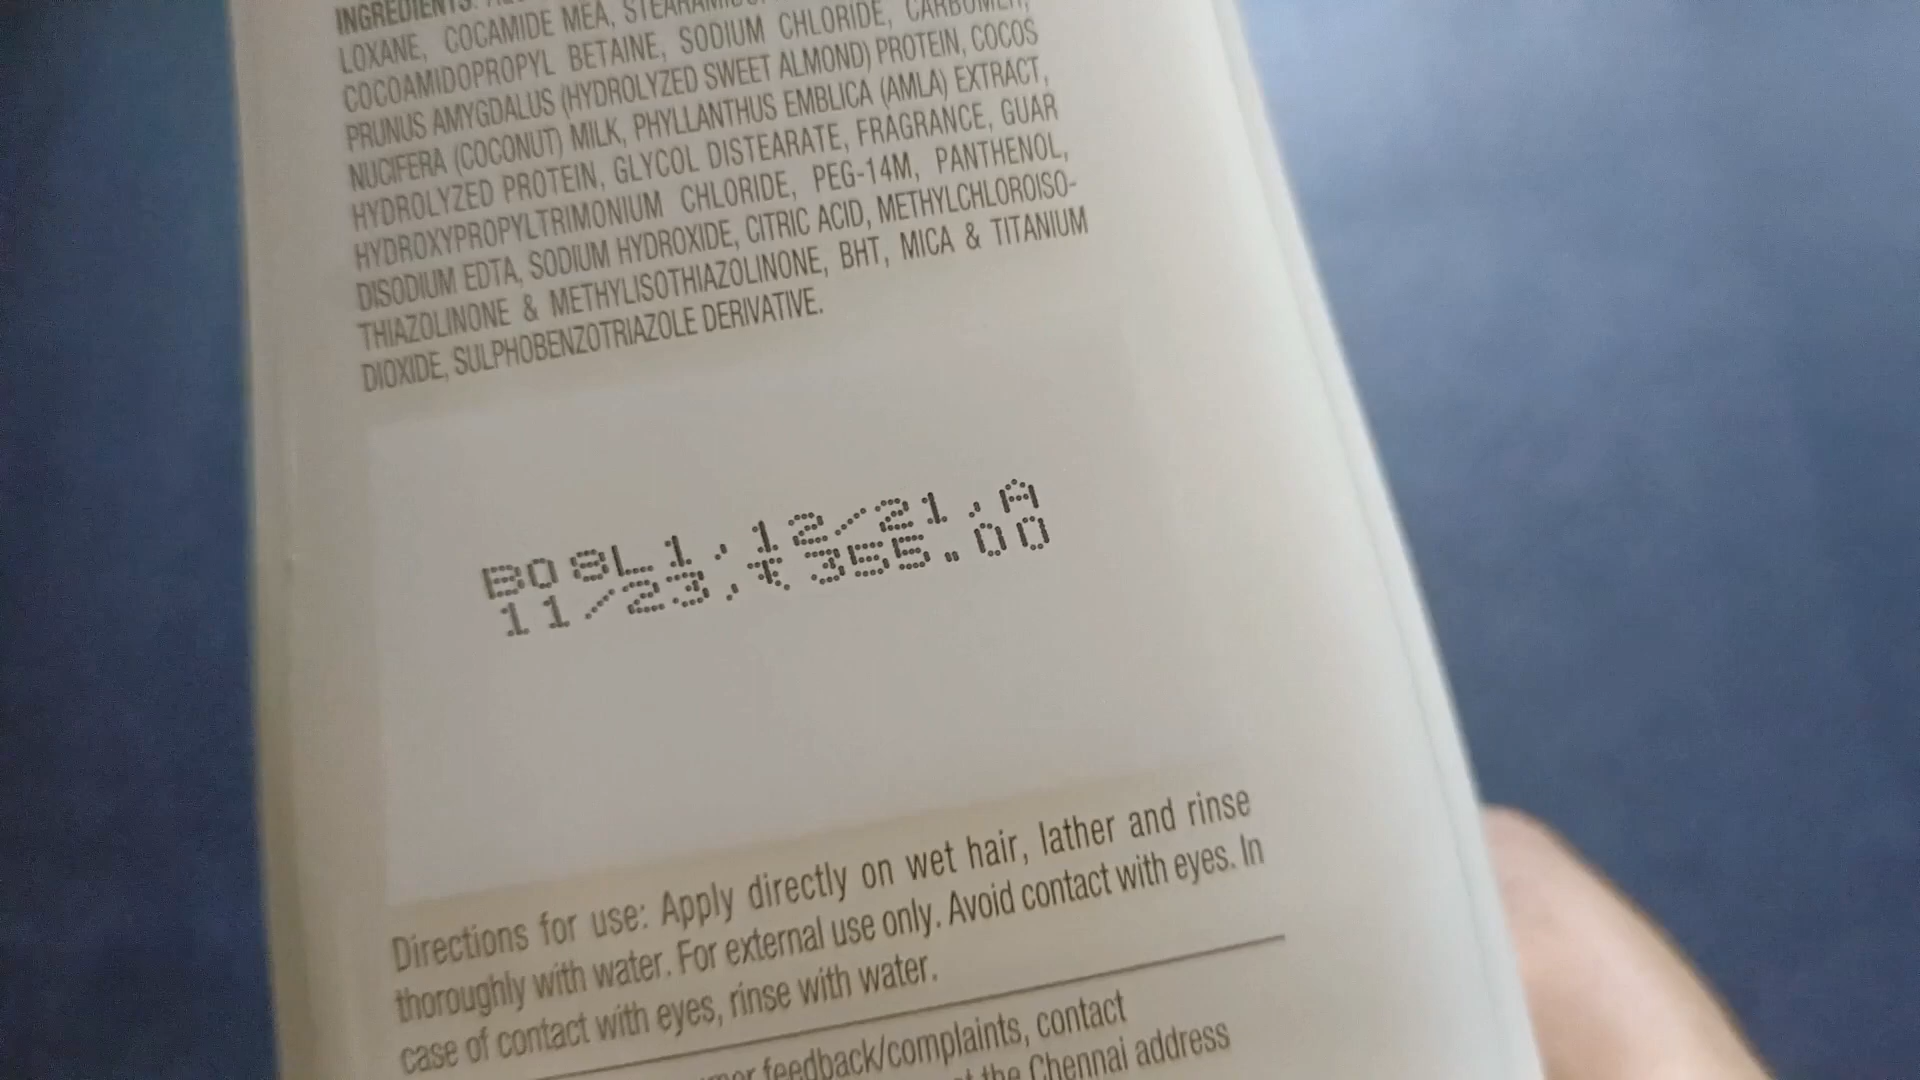 INGREDIENTS:
LOXANE, COCAMIDE MEA,
COCOAMIDOPROPYL BETAINE, SODIUM CHLORIDE, CARBOMER,
PRUNUS AMYGDALUS (HYDROLYZED SWEET ALMOND) PROTEIN, COCOS
NUCIFERA (COCONUT) MILK, PHYLLANTHUS EMBLICA (AMLA) EXTRACT,
HYDROLYZED PROTEIN, GLYCOL DISTEARATE, FRAGRANCE, GUAR
HYDROXYPROPYLTRIMONIUM CHLORIDE, PEG-14M, PANTHENOL,
DISODIUM EDTA, SODIUM HYDROXIDE, CITRIC ACID, METHYLCHLOROISO-
THIAZOLINONE & METHYLISOTHIAZOLINONE, BHT, MICA & TITANIUM
DIOXIDE, SULPHOBENZOTRIAZOLE DERIVATIVE.
B08L1,12/21,A
11/23,₹355.00
Directions for use: Apply directly on wet hair, lather and rinse
thoroughly with water. For external use only. Avoid contact with eyes. In
case of contact with eyes, rinse with water.
feedback/complaints, contact
the Chennai address